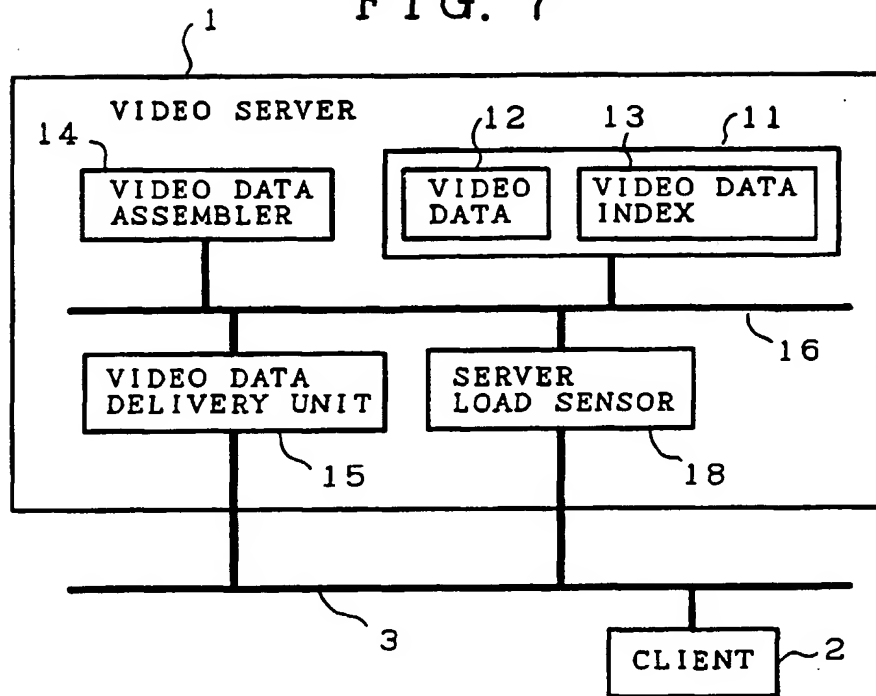 FIG. 7
1
VIDEO SERVER
14
12
13
11
VIDEO DATA
ASSEMBLER
VIDEO
DATA
VIDEO DATA
INDEX
16
VIDEO DATA
DELIVERY UNIT
SERVER
LOAD SENSOR
15
18
3
CLIENT
2